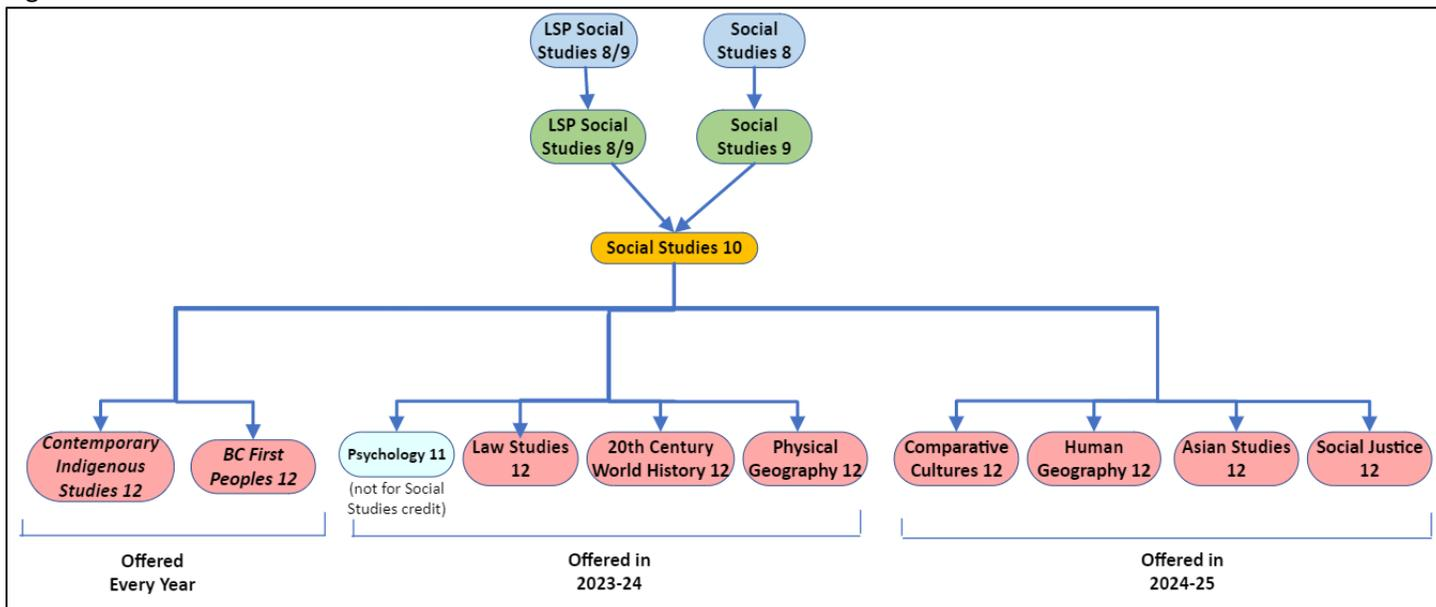 LSP Social
Studies 8/9
Social
Studies 8
LSP Social
Studies 8/9
Social
Studies 9
Social Studies 10
Contemporary
Indigenous
Studies 12
BC First
Peoples 12
Psychology 11
(not for Social
Studies credit)
Law Studies
12
20th Century
World History 12
Physical
Geography 12
Comparative
Cultures 12
Human
Geography 12
Asian Studies
12
Social Justice
12
Offered
Every Year
Offered in
2023-24
Offered in
2024-25